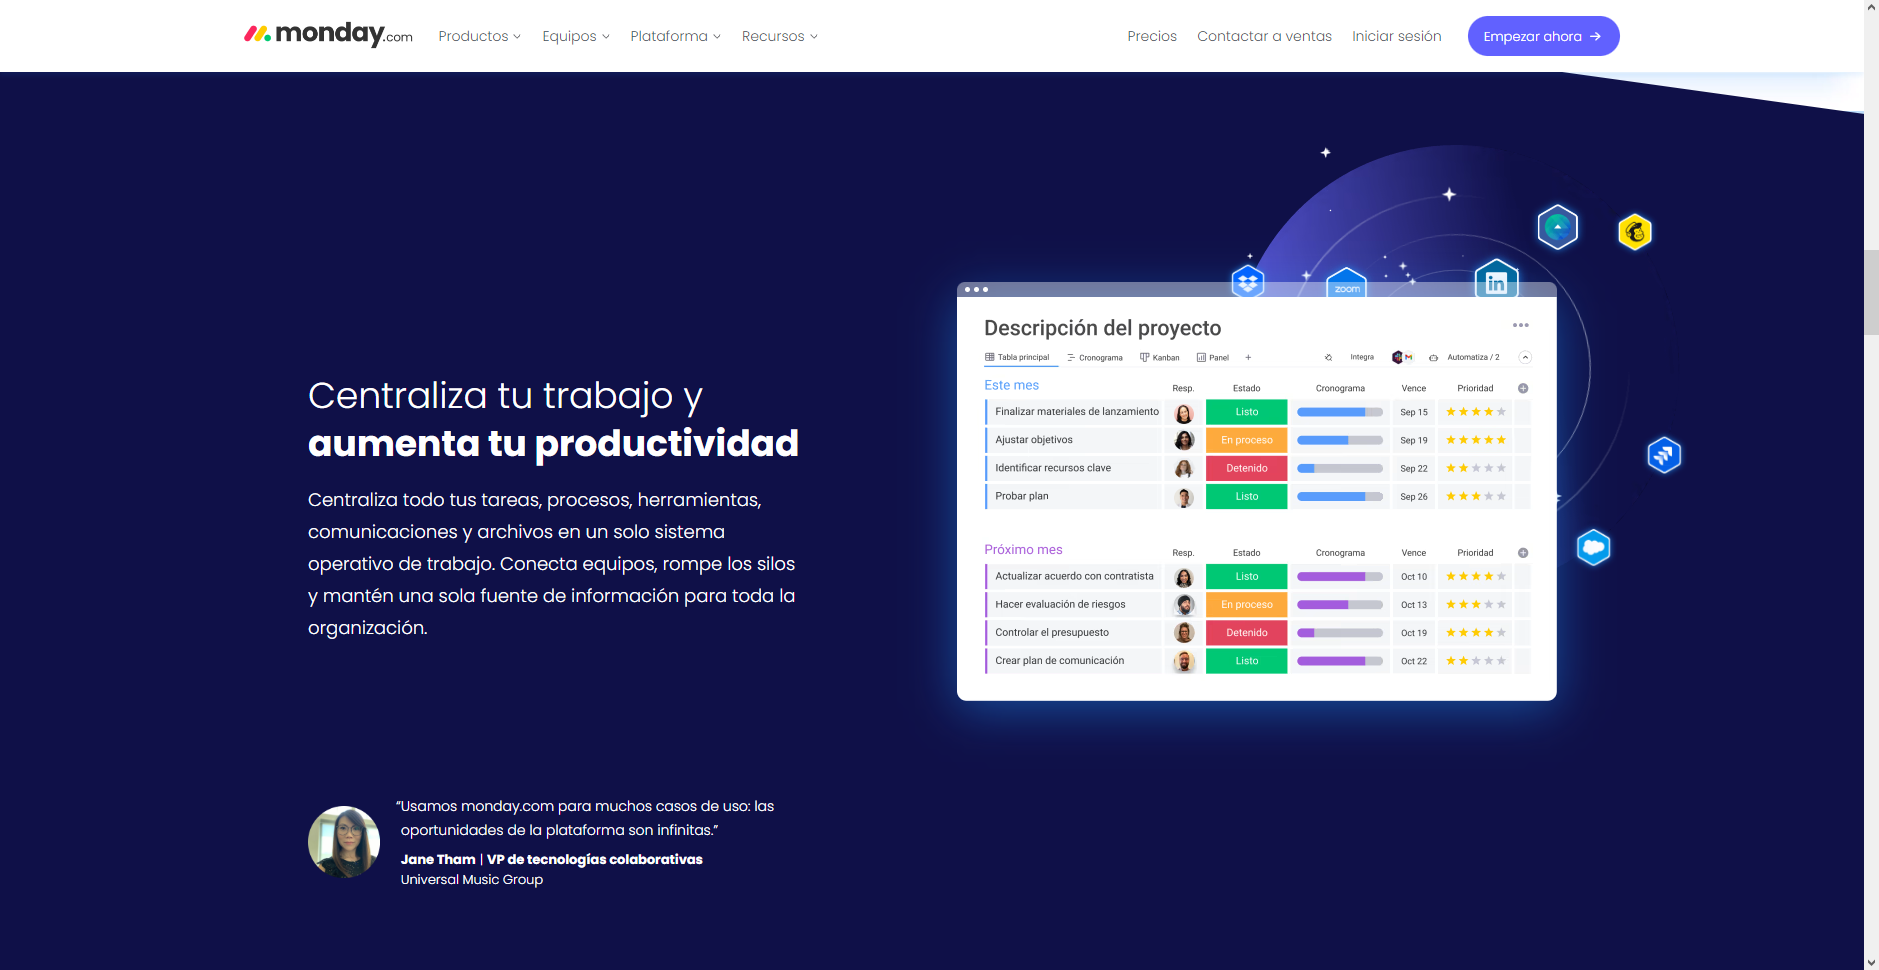 monday.com
Productos
Equipos
Plataforma
Recursos
Precios
Contactar a ventas
Iniciar sesión
Empezar ahora →
Centraliza tu trabajo y
aumenta tu productividad
Centraliza todo tus tareas, procesos, herramientas,
comunicaciones y archivos en un solo sistema
operativo de trabajo. Conecta equipos, rompe los silos
y mantén una sola fuente de información para toda la
organización.
“Usamos monday.com para muchos casos de uso: las
oportunidades de la plataforma son infinitas.”
Jane Tham | VP de tecnologías colaborativas
Universal Music Group
zoom
in
Descripción del proyecto
Tabla principal Cronograma Kanban Panel + Integra Automatiza / 2
Este mes Resp. Estado Cronograma Vence Prioridad
Finalizar materiales de lanzamiento Listo Sep 15
Ajustar objetivos En proceso Sep 19
Identificar recursos clave Detenido Sep 22
Probar plan Listo Sep 26
Próximo mes Resp. Estado Cronograma Vence Prioridad
Actualizar acuerdo con contratista Listo Oct 10
Hacer evaluación de riesgos En proceso Oct 13
Controlar el presupuesto Detenido Oct 19
Crear plan de comunicación Listo Oct 22